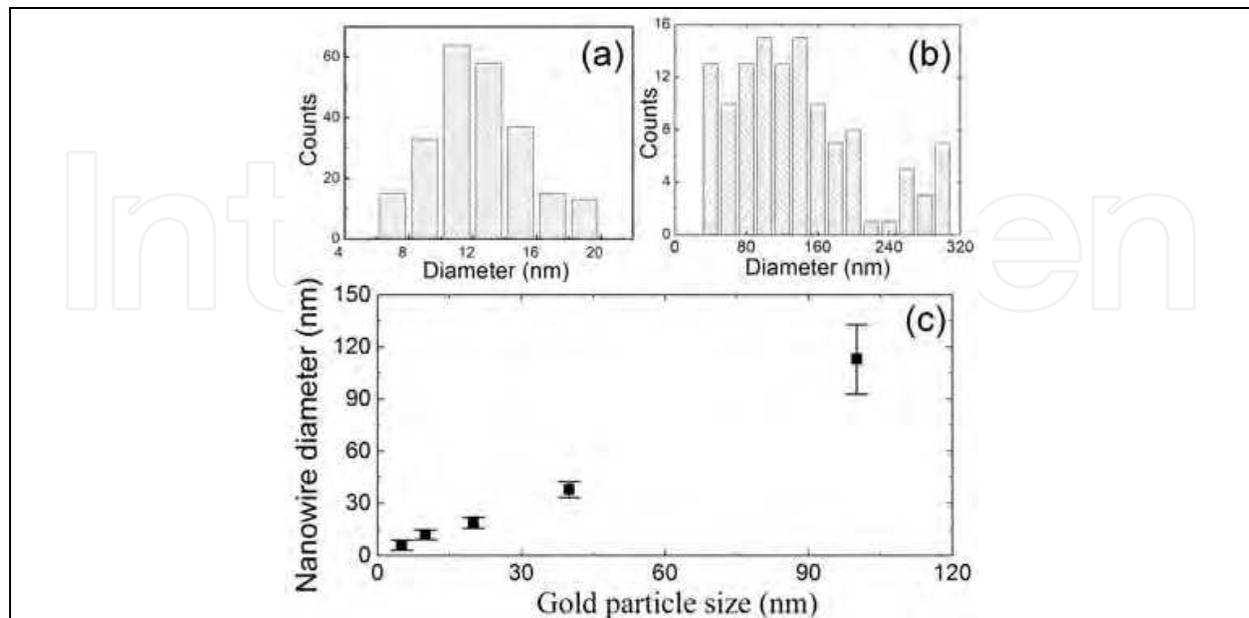 (a)
60
40
20
0
Counts
4 8 12 16 20
Diameter (nm)
(b)
16
12
8
4
0
Counts
0 80 160 240 320
Diameter (nm)
(c)
150
120
90
60
30
0
Nanowire diameter (nm)
0 30 60 90 120
Gold particle size (nm)